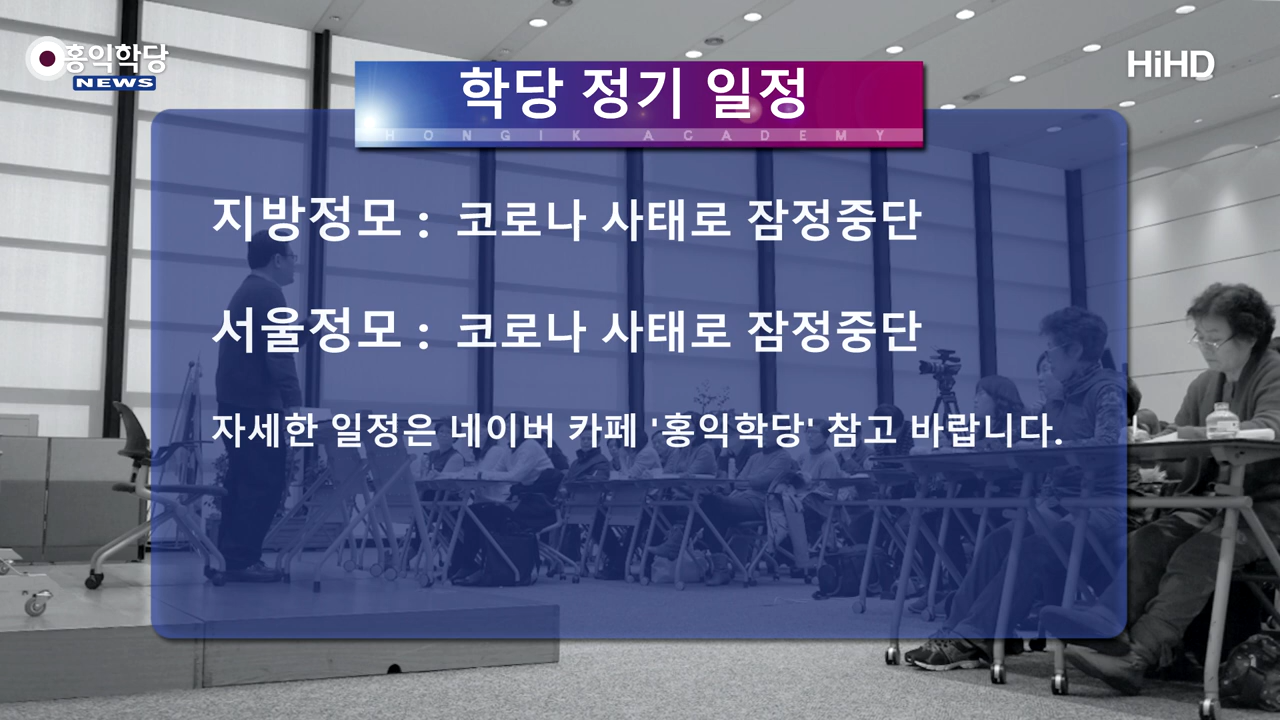 홍익학당
NEWS
HiHD
학당 정기 일정
HONGIK ACADEMY
지방정모 : 코로나 사태로 잠정중단
서울정모 : 코로나 사태로 잠정중단
자세한 일정은 네이버 카페 '홍익학당' 참고 바랍니다.